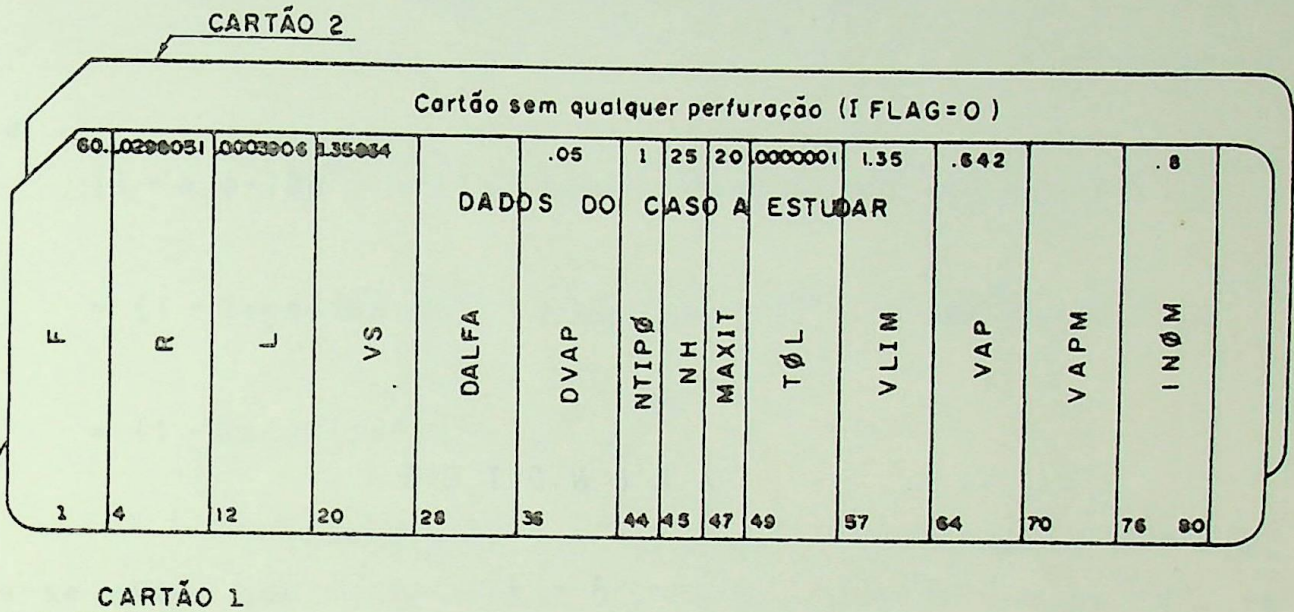 CARTÃO 2
Cartão sem qualquer perfuração (I FLAG=0)
60. .0298051 .0003906 1.35834 .05 1 25 20 .0000001 1.35 .642 .8
DADOS DO CASO A ESTUDAR
F R L VS DALFA DVAP NTIPØ NH MAXIT TØL VLIM VAP VAPM INØM
1 4 12 20 28 36 44 45 47 49 57 64 70 76 80
CARTÃO 1